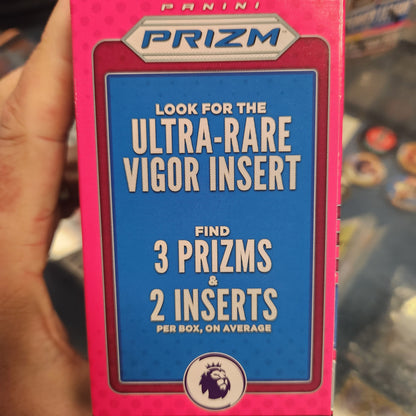 PANINI
PRIZM
LOOK FOR THE
ULTRA-RARE
VIGOR INSERT
FIND
3 PRIZMS
&
2 INSERTS
PER BOX, ON AVERAGE